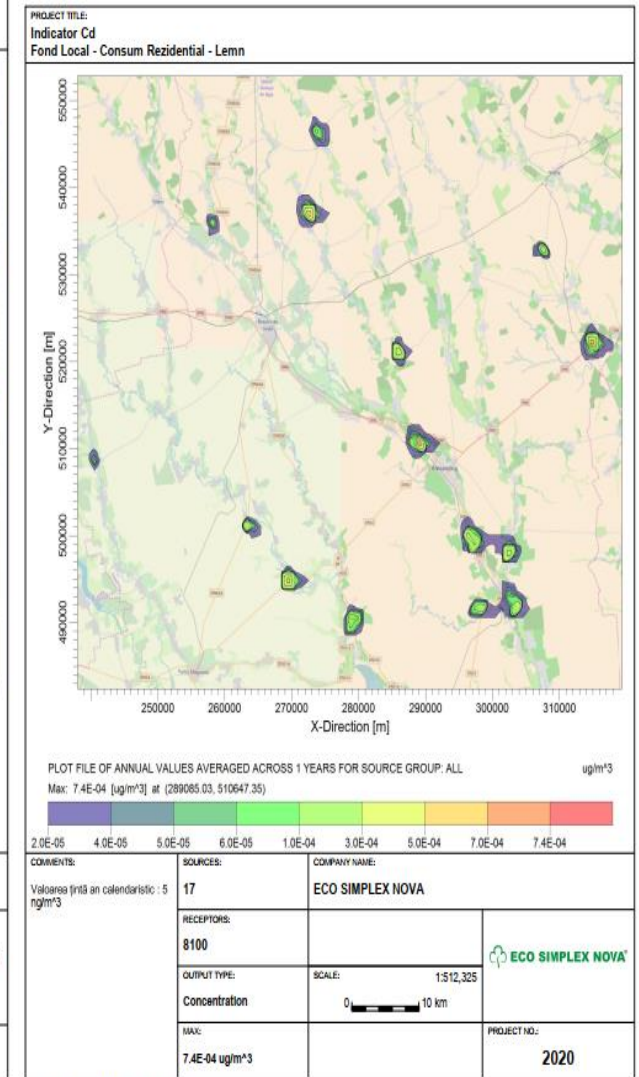 PROJECT TITLE:
Indicator Cd
Fond Local - Consum Rezidential - Lemn
Y-Direction [m]
550000
540000
530000
520000
510000
500000
490000
250000 260000 270000 280000 290000 300000 310000
X-Direction [m]
PLOT FILE OF ANNUAL VALUES AVERAGED ACROSS 1 YEARS FOR SOURCE GROUP: ALL ug/m^3
Max: 7.4E-04 [ug/m^3] at (289085.03, 510647.35)
2.0E-05 4.0E-05 5.0E-05 6.0E-05 1.0E-04 3.0E-04 5.0E-04 7.0E-04 7.4E-04
COMMENTS:
Valoarea țintă an calendaristic : 5
ng/m^3
SOURCES:
17
COMPANY NAME:
ECO SIMPLEX NOVA
RECEPTORS:
8100
OUTPUT TYPE:
Concentration
SCALE: 1:512,325
0 10 km
ECO SIMPLEX NOVA
MAX:
7.4E-04 ug/m^3
PROJECT NO.:
2020